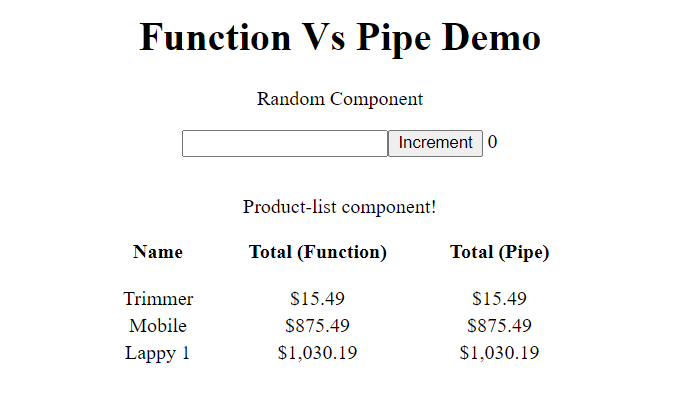 Function Vs Pipe Demo
Random Component
Increment 0
Product-list component!
Name Total (Function) Total (Pipe)
Trimmer $15.49 $15.49
Mobile $875.49 $875.49
Lappy 1 $1,030.19 $1,030.19